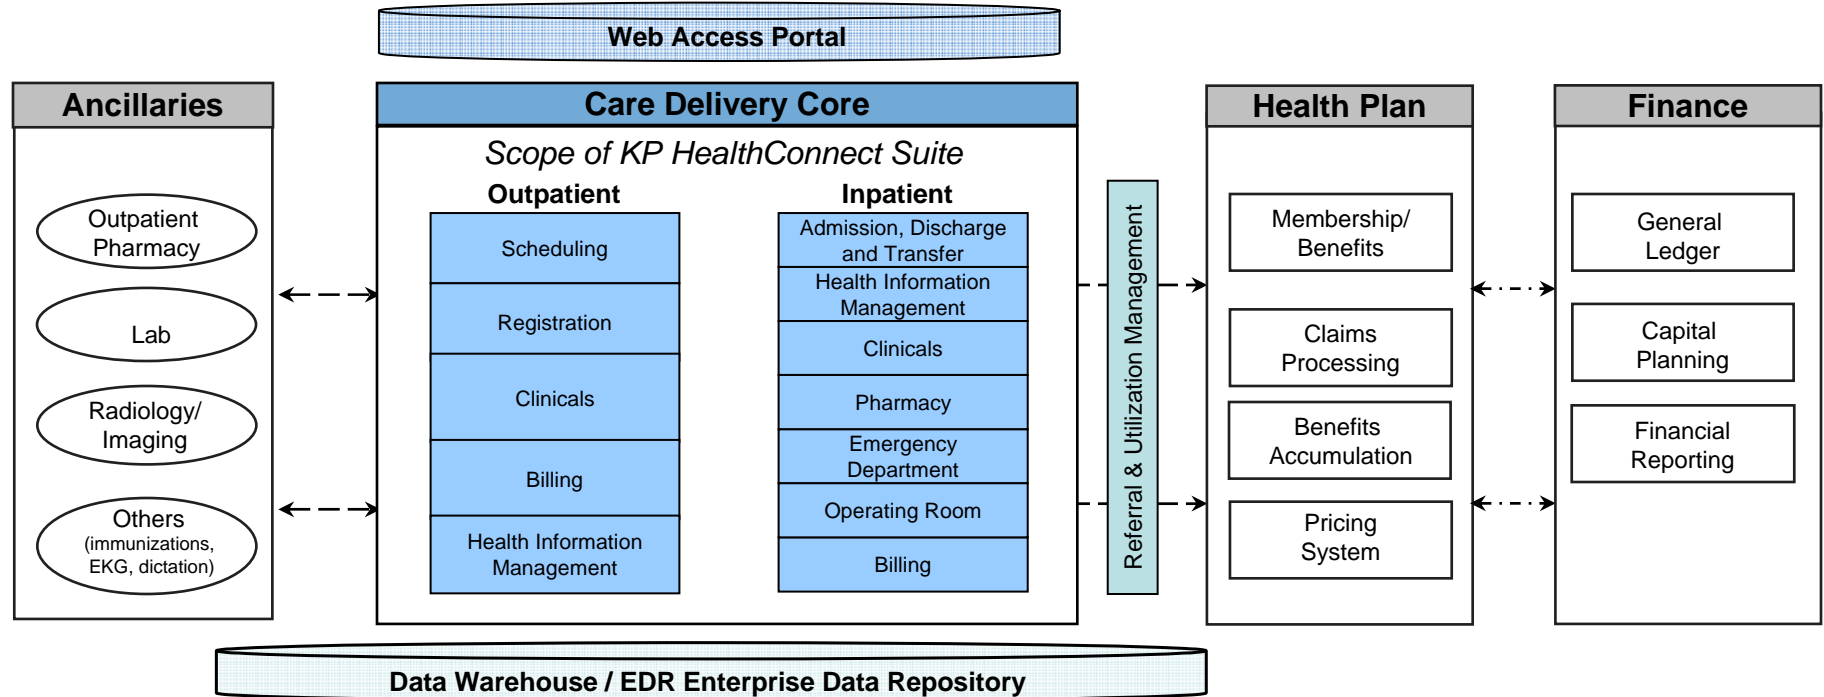 Web Access Portal
Ancillaries
Outpatient
Pharmacy
Lab
Radiology/
Imaging
Others
(immunizations,
EKG, dictation)
Care Delivery Core
Scope of KP HealthConnect Suite
Outpatient
Scheduling
Registration
Clinicals
Billing
Health Information
Management
Inpatient
Admission, Discharge
and Transfer
Health Information
Management
Clinicals
Pharmacy
Emergency
Department
Operating Room
Billing
Referral & Utilization Management
Health Plan
Membership/
Benefits
Claims
Processing
Benefits
Accumulation
Pricing
System
Finance
General
Ledger
Capital
Planning
Financial
Reporting
Data Warehouse / EDR Enterprise Data Repository